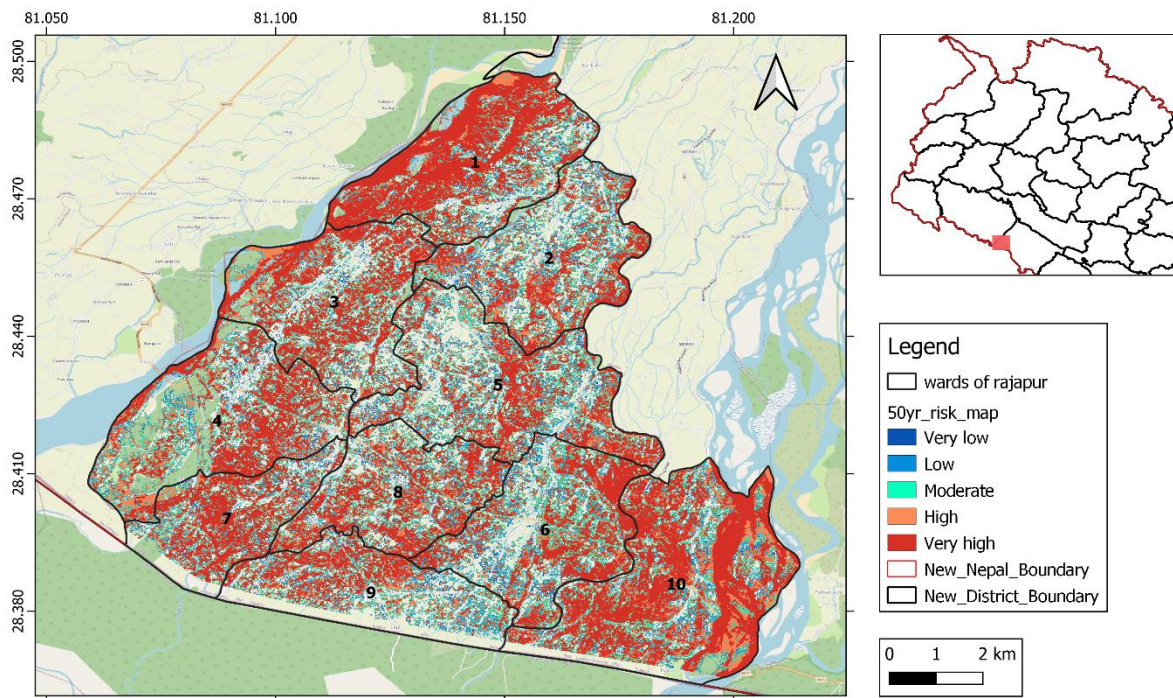 81.050 81.100 81.150 81.200
28.500
28.470
28.440
28.410
28.380
1
2
3
5
4
8
7
6
10
9
Legend
wards of rajapur
50yr_risk_map
Very low
Low
Moderate
High
Very high
New_Nepal_Boundary
New_District_Boundary
0 1 2 km